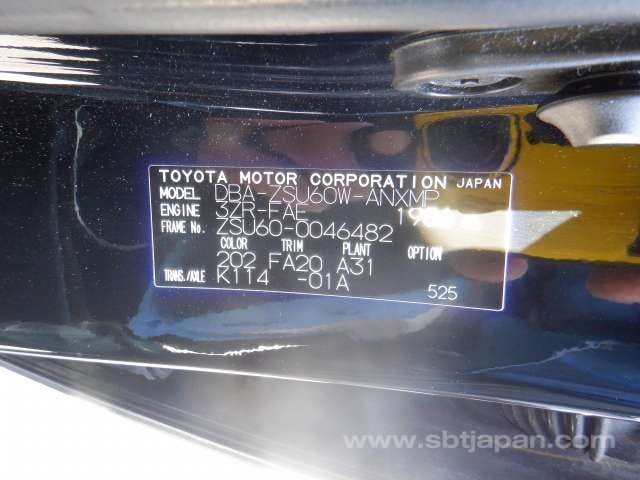 TOYOTA MOTOR CORPORATION JAPAN
MODEL DBA-ZSU60W-ANXMP
ENGINE 3ZR-FAE
FRAME No. ZSU60-0046482
COLOR TRIM PLANT OPTION
202 FA20 A31
TRANS./AXLE K114 -01A
525
www.sbtjapan.com